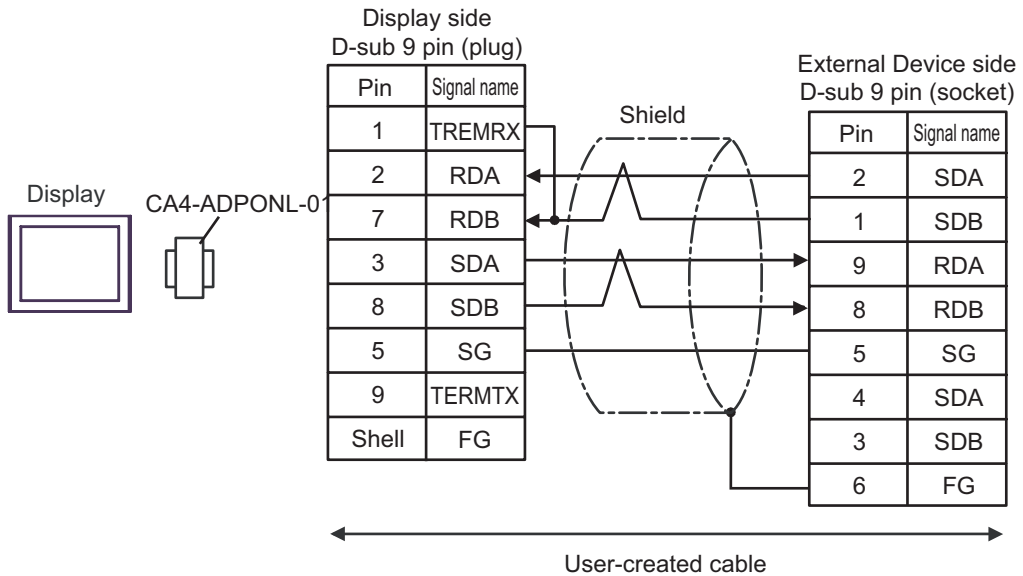 Display side
D-sub 9 pin (plug)
External Device side
D-sub 9 pin (socket)
Shield
Display
CA4-ADPONL-01
Pin Signal name
1 TREMRX
2 RDA
7 RDB
3 SDA
8 SDB
5 SG
9 TERMTX
Shell FG
Pin Signal name
2 SDA
1 SDB
9 RDA
8 RDB
5 SG
4 SDA
3 SDB
6 FG
User-created cable